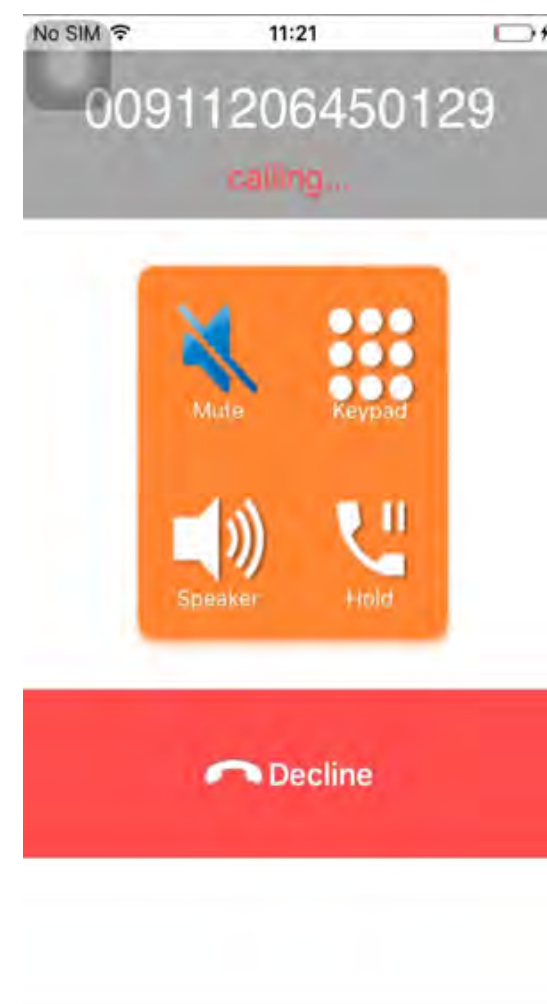 No SIM 11:21
00911206450129
calling...
Mute Keypad
Speaker Hold
Decline